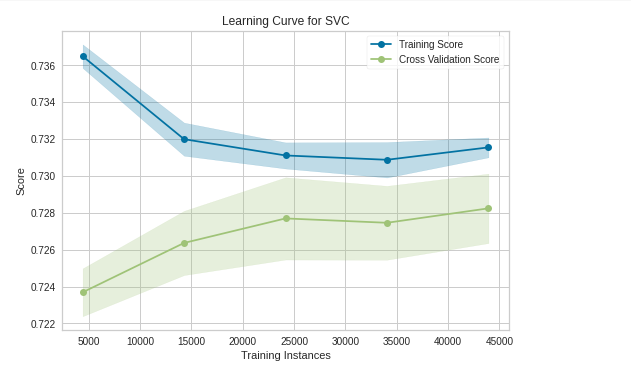 Learning Curve for SVC
Training Score
Cross Validation Score
0.736
0.734
0.732
0.730
0.728
0.726
0.724
0.722
Score
5000 10000 15000 20000 25000 30000 35000 40000 45000
Training Instances